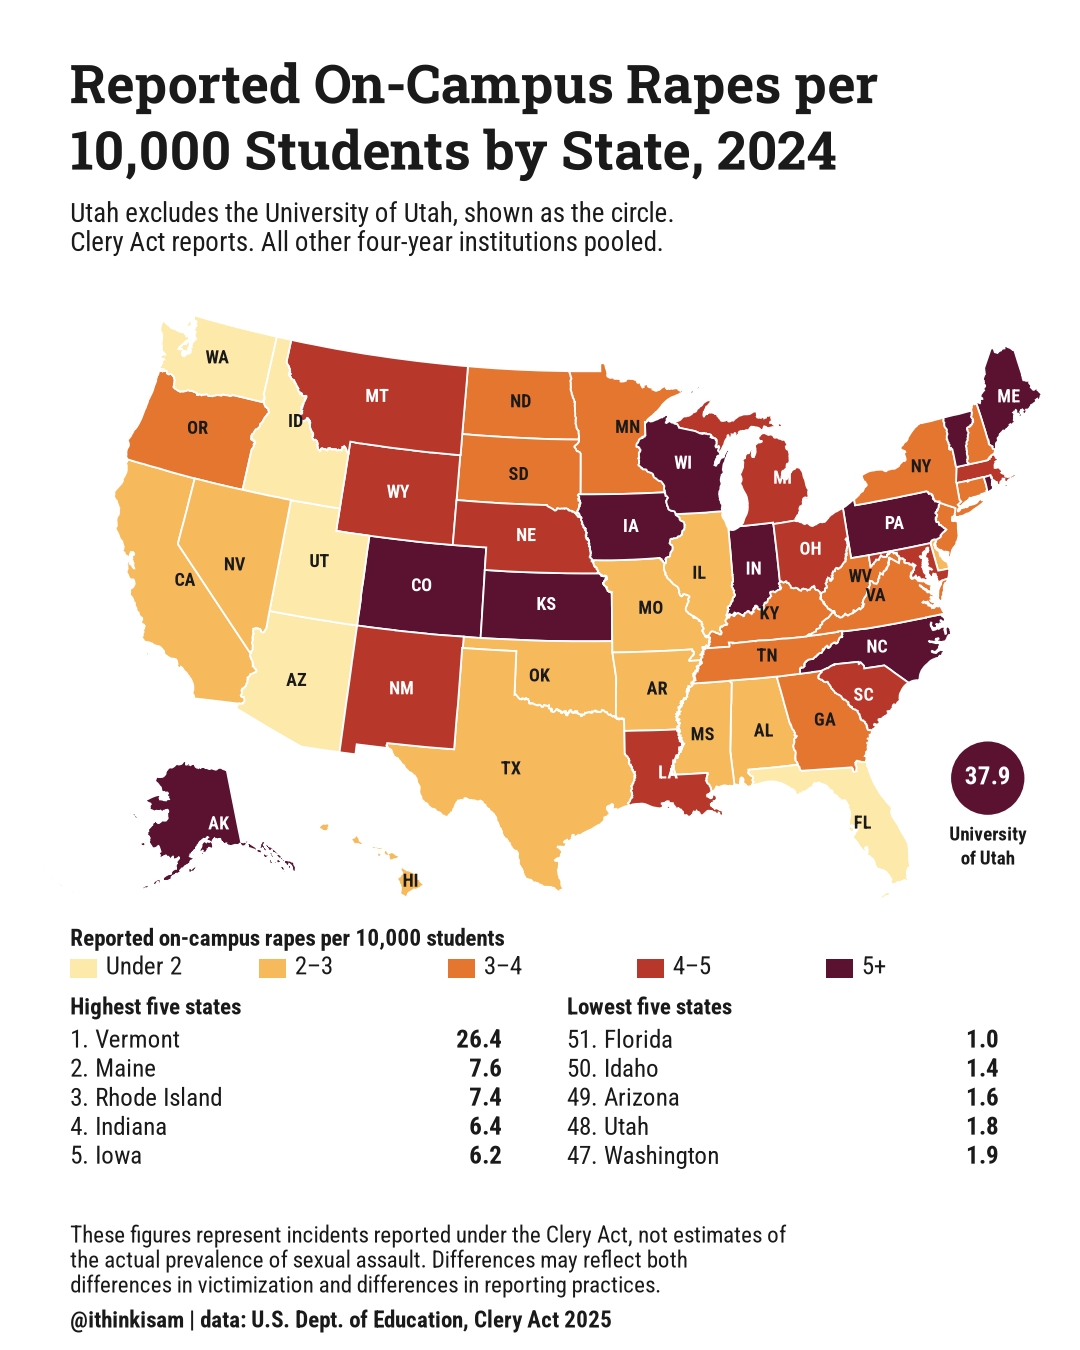 Reported On-Campus Rapes per
10,000 Students by State, 2024
Utah excludes the University of Utah, shown as the circle.
Clery Act reports. All other four-year institutions pooled.
WA
MT
ND
MN
ME
ID
OR
WI
NY
SD
MI
WY
IA
PA
NE
OH
UT
NV
CA
CO
IL
IN
WV
VA
KS
MO
KY
NC
TN
OK
AZ
NM
AR
SC
GA
MS
AL
TX
LA
37.9
AK
FL
University
of Utah
HI
Reported on-campus rapes per 10,000 students
Under 2
2–3
3–4
4–5
5+
Highest five states
1. Vermont 26.4
2. Maine 7.6
3. Rhode Island 7.4
4. Indiana 6.4
5. Iowa 6.2
Lowest five states
51. Florida 1.0
50. Idaho 1.4
49. Arizona 1.6
48. Utah 1.8
47. Washington 1.9
These figures represent incidents reported under the Clery Act, not estimates of
the actual prevalence of sexual assault. Differences may reflect both
differences in victimization and differences in reporting practices.
@ithinkisam | data: U.S. Dept. of Education, Clery Act 2025